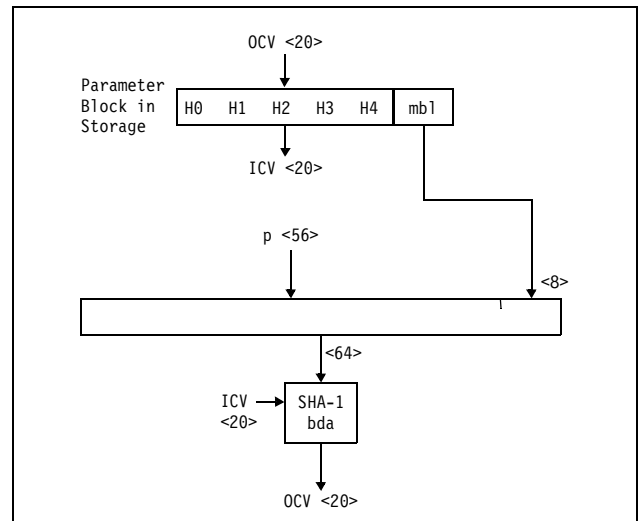 OCV <20>
Parameter
Block in
Storage
H0 H1 H2 H3 H4 mbl
ICV <20>
p <56>
<8>
<64>
ICV
<20>
SHA-1
bda
OCV <20>